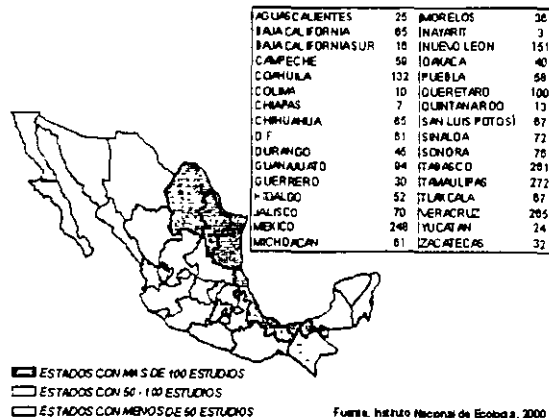 AGUASCALIENTES 25 MORELOS 36
BAJA CALIFORNIA 65 NAYARIT 3
BAJA CALIFORNIA SUR 18 NUEVO LEON 151
CAMPECHE 59 OAXACA 40
COAHUILA 132 PUEBLA 58
COLIMA 10 QUERETARO 100
CHIAPAS 7 QUINTANA ROO 13
CHIHUAHUA 65 SAN LUIS POTOSÍ 67
D F 61 SINALOA 72
DURANGO 45 SONORA 76
GUANAJUATO 94 TABASCO 261
GUERRERO 30 TAMAULIPAS 272
HIDALGO 52 TLAXCALA 67
JALISCO 70 VERACRUZ 265
MEXICO 248 YUCATAN 24
MICHOACAN 61 ZACATECAS 32
ESTADOS CON MAS DE 100 ESTUDIOS
ESTADOS CON 50 - 100 ESTUDIOS
ESTADOS CON MENOS DE 50 ESTUDIOS
Fuente, Instituto Nacional de Ecología, 2000